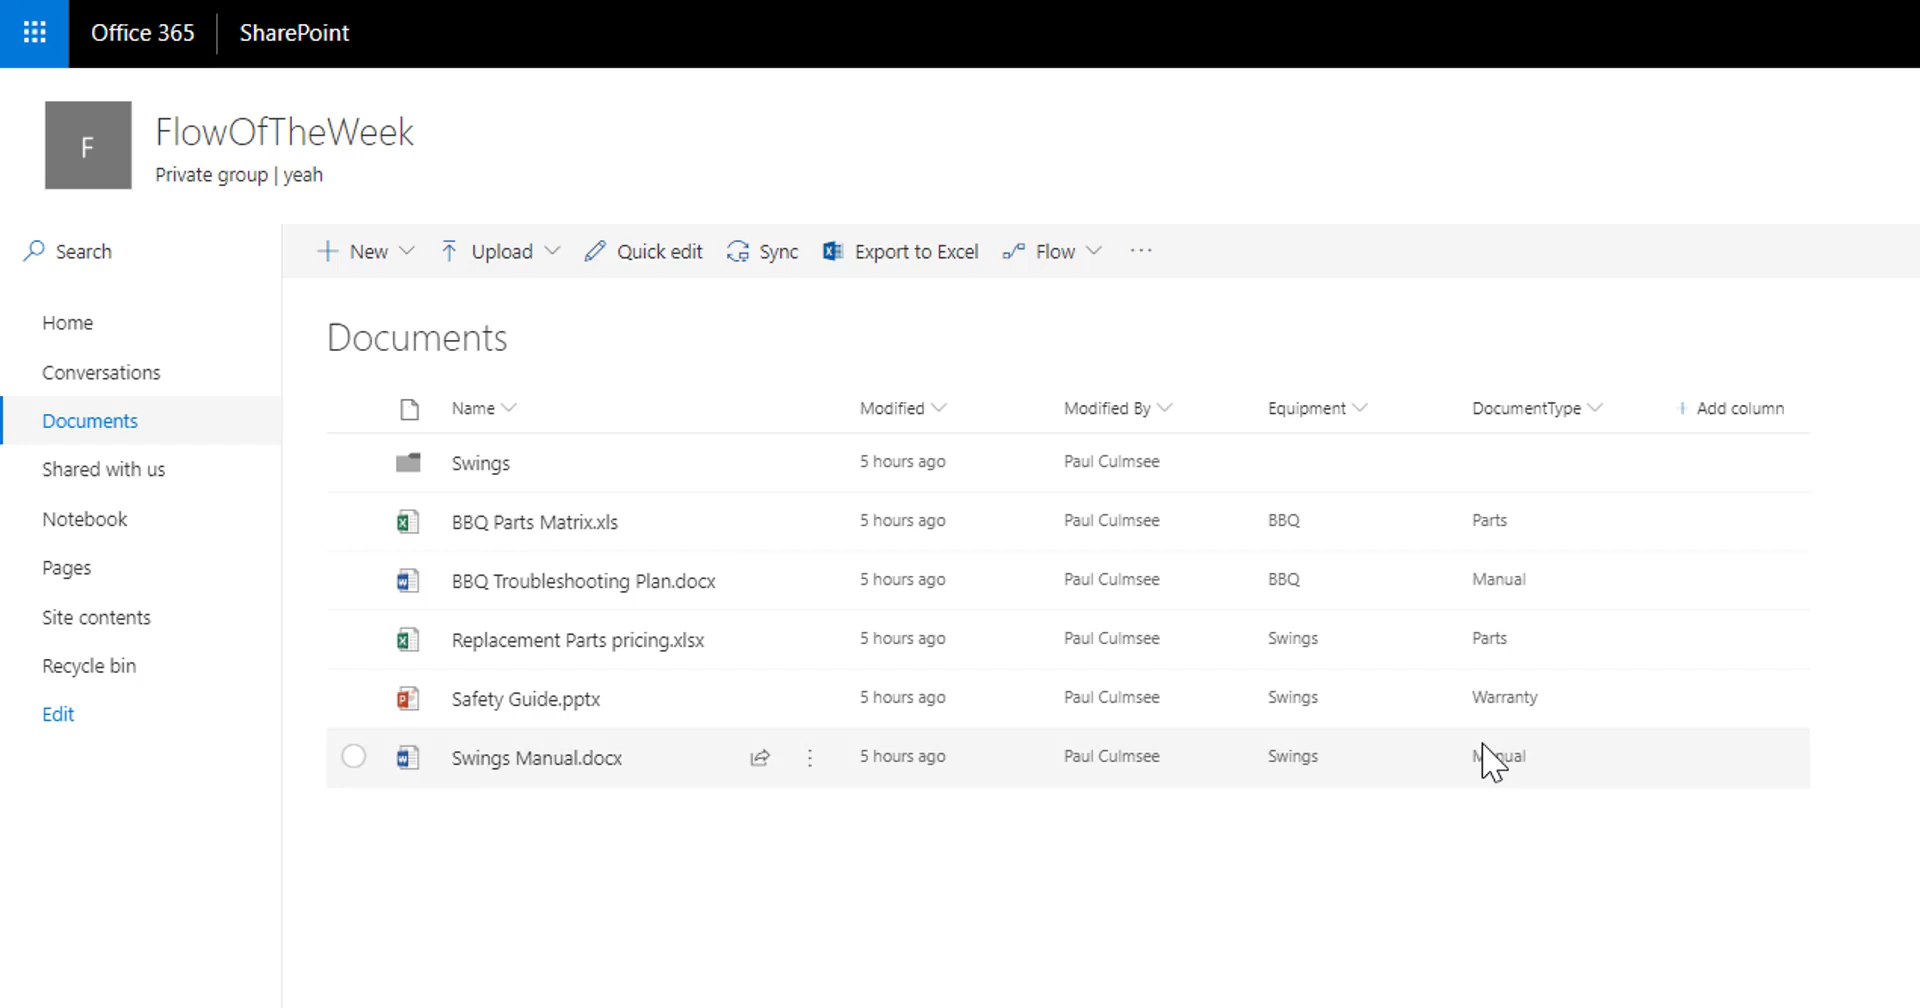 Office 365 SharePoint
F
FlowOfTheWeek
Private group | yeah
Search
New Upload Quick edit Sync Export to Excel Flow ...
Home
Conversations
Documents
Shared with us
Notebook
Pages
Site contents
Recycle bin
Edit
Documents
Name Modified Modified By Equipment DocumentType + Add column
Swings 5 hours ago Paul Culmsee
BBQ Parts Matrix.xls 5 hours ago Paul Culmsee BBQ Parts
BBQ Troubleshooting Plan.docx 5 hours ago Paul Culmsee BBQ Manual
Replacement Parts pricing.xlsx 5 hours ago Paul Culmsee Swings Parts
Safety Guide.pptx 5 hours ago Paul Culmsee Swings Warranty
Swings Manual.docx 5 hours ago Paul Culmsee Swings Manual